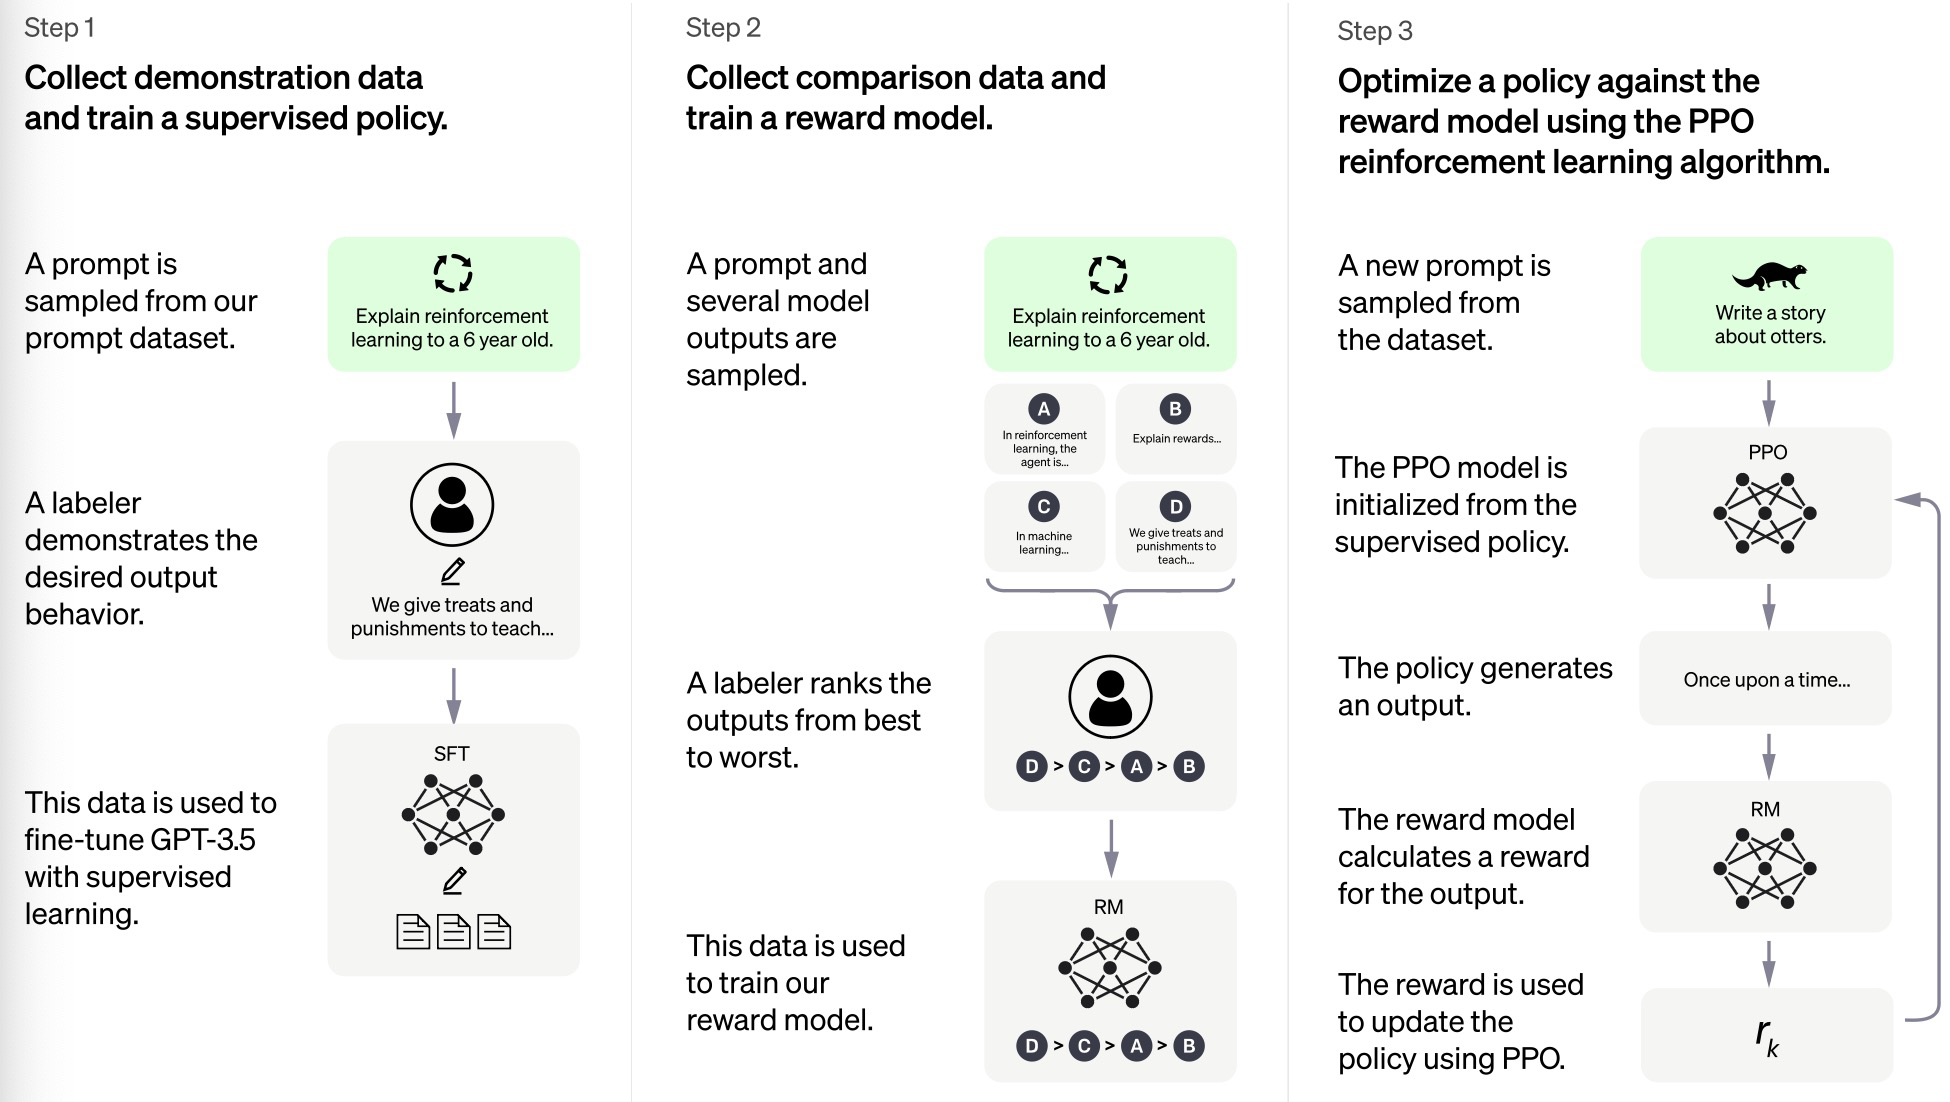 Step 1
Collect demonstration data
and train a supervised policy.
A prompt is
sampled from our
prompt dataset.
Explain reinforcement
learning to a 6 year old.
A labeler
demonstrates the
desired output
behavior.
We give treats and
punishments to teach...
This data is used to
fine-tune GPT-3.5
with supervised
learning.
SFT
Step 2
Collect comparison data and
train a reward model.
A prompt and
several model
outputs are
sampled.
Explain reinforcement
learning to a 6 year old.
A
In reinforcement
learning, the
agent is...
B
Explain rewards...
C
In machine
learning...
D
We give treats and
punishments to
teach...
A labeler ranks the
outputs from best
to worst.
D > C > A > B
This data is used
to train our
reward model.
RM
D > C > A > B
Step 3
Optimize a policy against the
reward model using the PPO
reinforcement learning algorithm.
A new prompt is
sampled from
the dataset.
Write a story
about otters.
The PPO model is
initialized from the
supervised policy.
PPO
The policy generates
an output.
Once upon a time...
The reward model
calculates a reward
for the output.
RM
The reward is used
to update the
policy using PPO.
rk